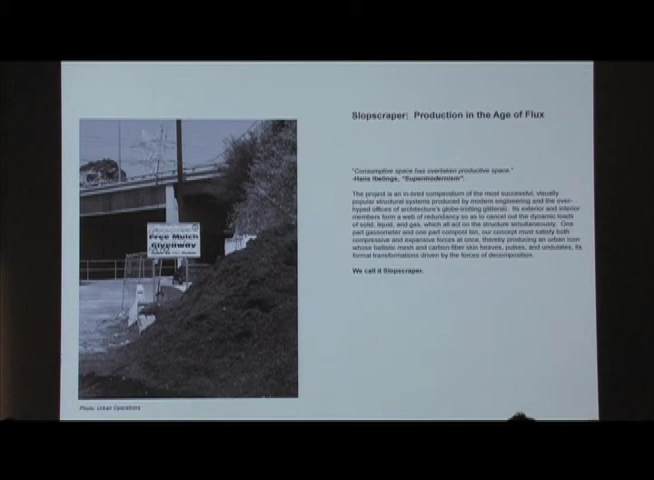 Slopscraper: Production in the Age of Flux
"Consumptive space has overtaken productive space."
-Hans Ibelings, "Supermodernism".
The project is an in-bred compendium of the most successful, visually
popular structural systems produced by modern engineering and the over-
hyped offices of architecture's globe-trotting glitterati. Its exterior and interior
members form a web of redundancy so as to cancel out the dynamic loads
of solid, liquid, and gas, which all act on the structure simultaneously. One
part gassometer and one part compost bin, our concept must satisfy both
compressive and expansive forces at once, thereby producing an urban icon
whose ballistic mesh and carbon-fiber skin heaves, pulses, and undulates, its
formal transformations driven by the forces of decomposition.
We call it Slopscraper.
Free Mulch
Giveaway
Photo: Urban Operations